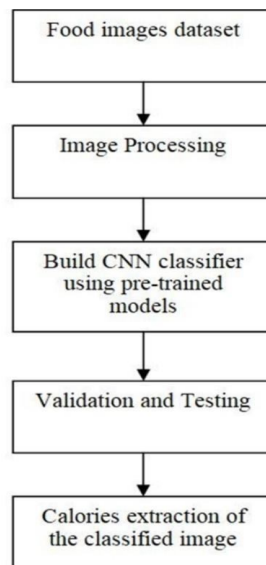 Food images dataset
Image Processing
Build CNN classifier
using pre-trained
models
Validation and Testing
Calories extraction of
the classified image